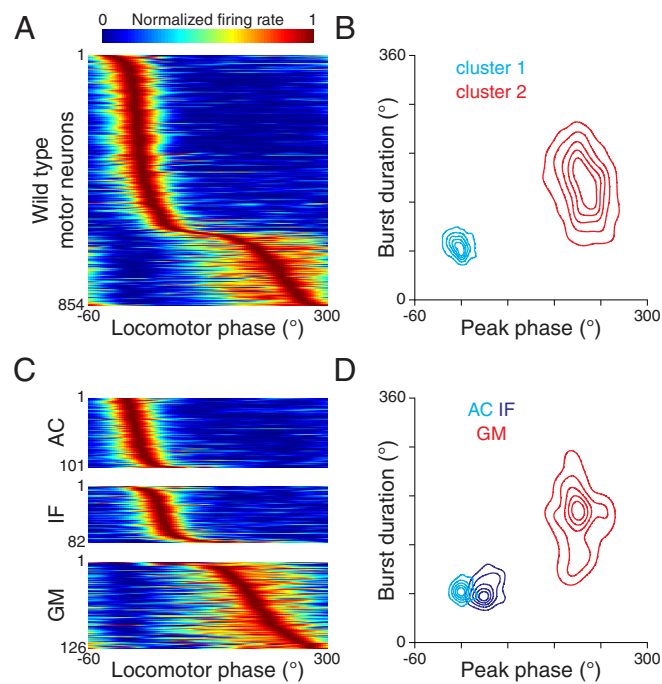 A
0 Normalized firing rate 1
1
Wild type
motor neurons
854
-60 Locomotor phase (°) 300
B
360
cluster 1
cluster 2
Burst duration (°)
0
-60 Peak phase (°) 300
C
1
AC
101
1
IF
82
1
GM
126
-60 Locomotor phase (°) 300
D
360
AC IF
GM
Burst duration (°)
0
-60 Peak phase (°) 300